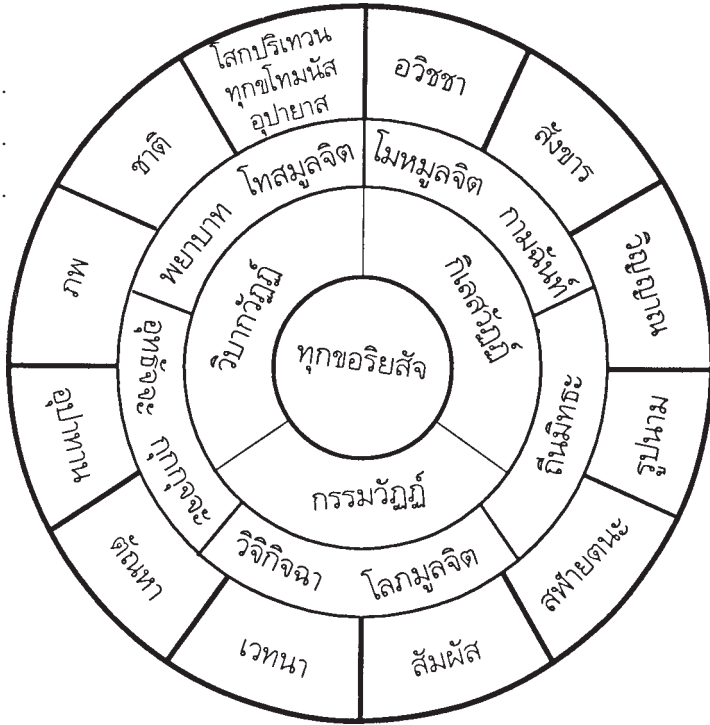 โสกปริเทวน
ทุกขโทมนัส
อุปายาส
อวิชชา
สังขาร
วิญญาณ
รูปนาม
สฬายตนะ
สัมผัส
เวทนา
ตัณหา
อุปาทาน
ภพ
ชาติ
โทสมูลจิต
โมหมูลจิต
กามฉันท์
ถีนมิทธะ
โลภมูลจิต
วิจิกิจฉา
กุกกุจจะ
อุทธัจจะ
พยาบาท
วิบากวัฏฏ์
กิเลสวัฏฏ์
กรรมวัฏฏ์
ทุกขอริยสัจ